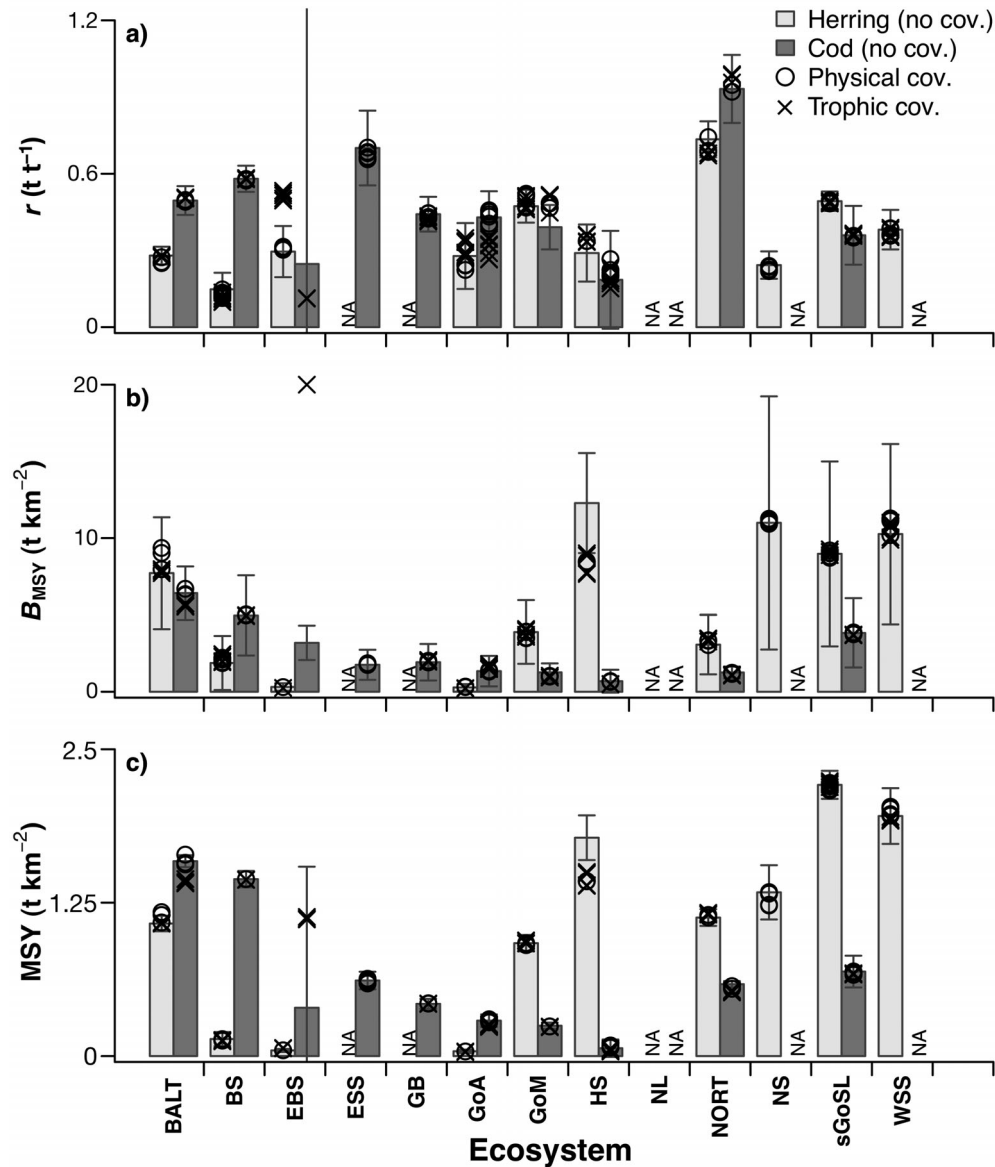 1.2
a)
Herring (no cov.)
Cod (no cov.)
Physical cov.
Trophic cov.
r (t t⁻¹)
0.6
0
NA
NA
NA
NA
NA
NA
20
b)
B_MSY (t km⁻²)
10
0
NA
NA
NA
NA
NA
NA
2.5
c)
MSY (t km⁻²)
1.25
0
NA
NA
NA
NA
NA
NA
BALT
BS
EBS
ESS
GB
GoA
GoM
HS
NL
NORT
NS
sGoSL
WSS
Ecosystem